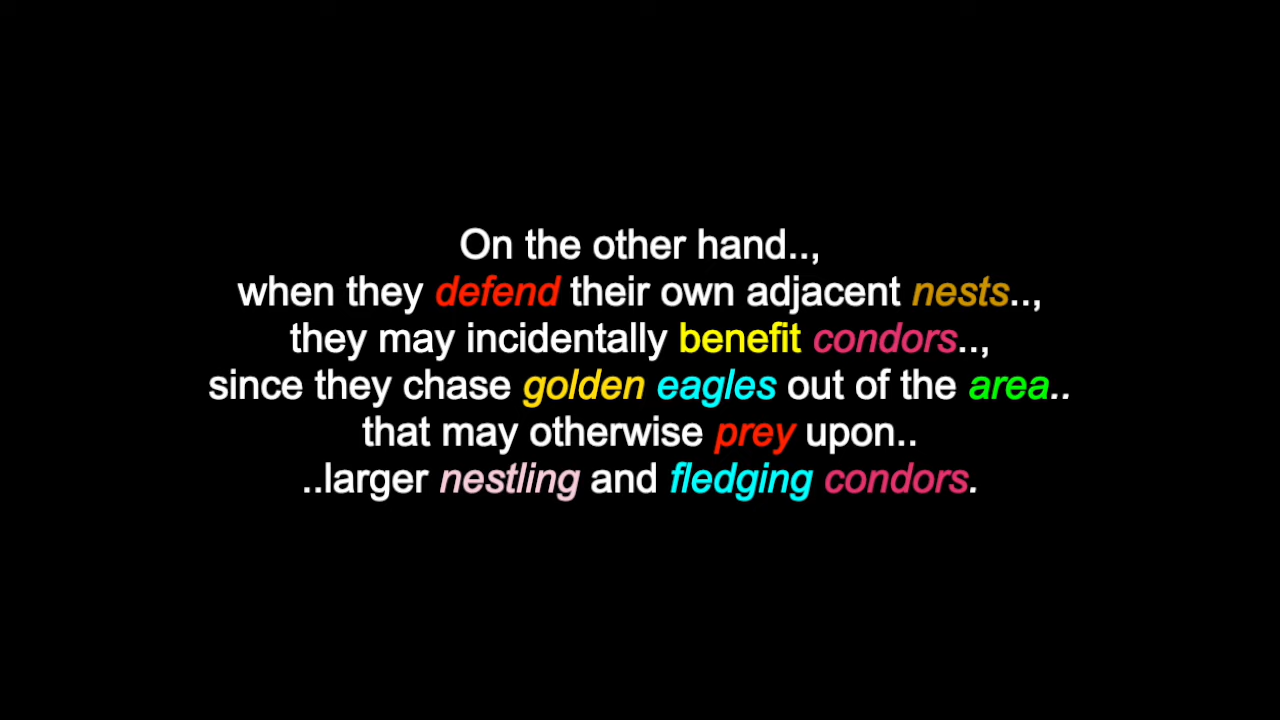 On the other hand..,
when they defend their own adjacent nests..,
they may incidentally benefit condors..,
since they chase golden eagles out of the area..
that may otherwise prey upon..
..larger nestling and fledging condors.